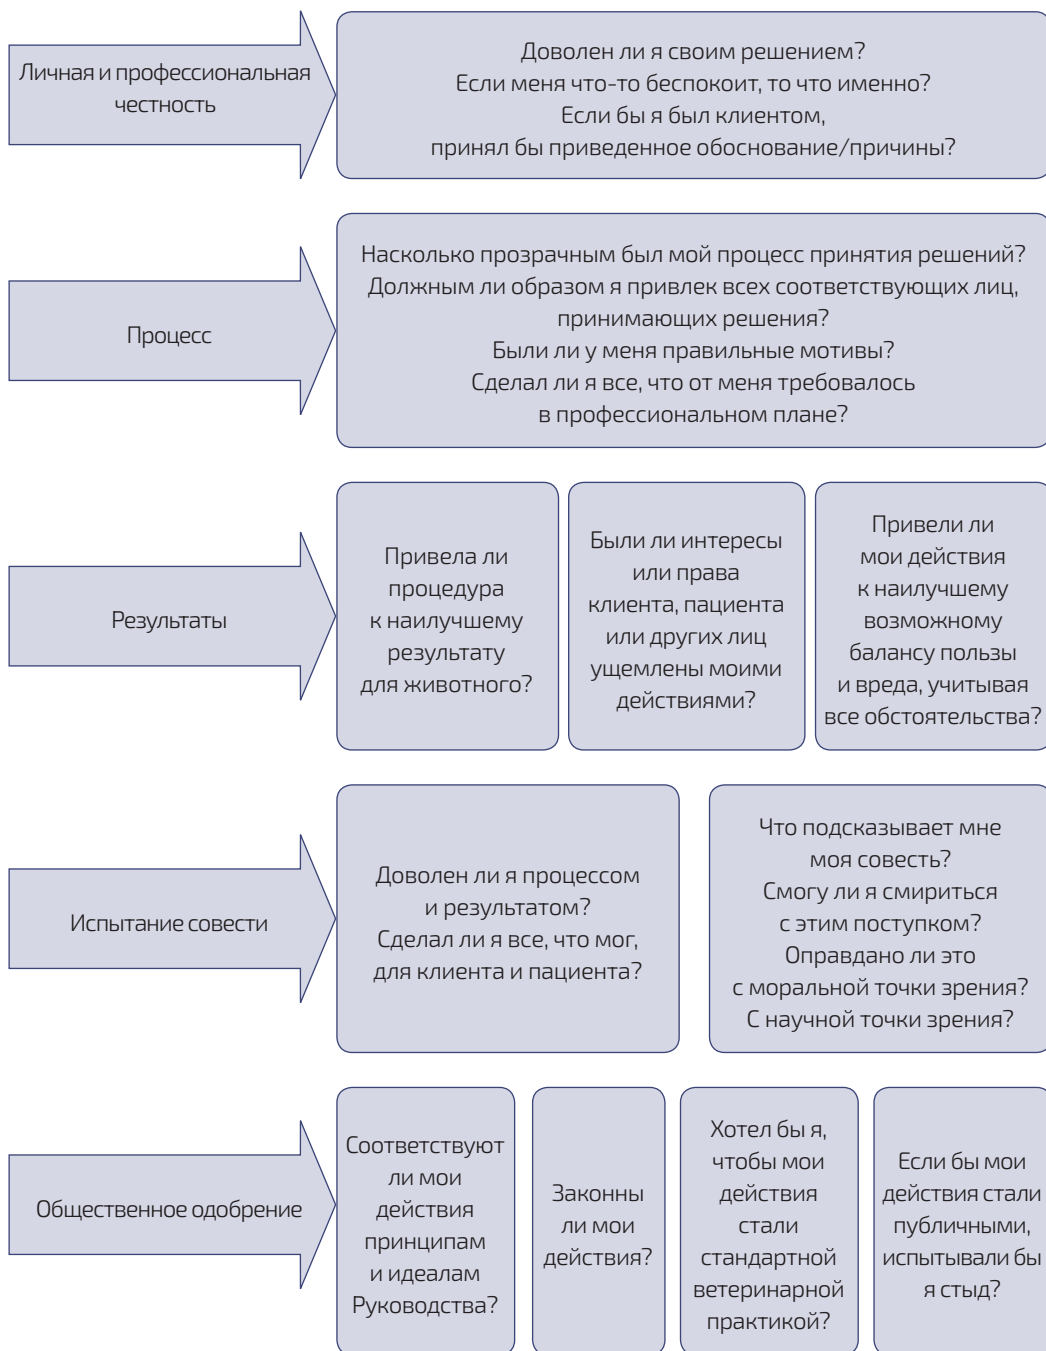 Личная и профессиональная
честность
Доволен ли я своим решением?
Если меня что-то беспокоит, то что именно?
Если бы я был клиентом,
принял бы приведенное обоснование/причины?
Процесс
Насколько прозрачным был мой процесс принятия решений?
Должным ли образом я привлек всех соответствующих лиц,
принимающих решения?
Были ли у меня правильные мотивы?
Сделал ли я все, что от меня требовалось
в профессиональном плане?
Результаты
Привела ли
процедура
к наилучшему
результату
для животного?
Были ли интересы
или права
клиента, пациента
или других лиц
ущемлены моими
действиями?
Привели ли
мои действия
к наилучшему
возможному
балансу пользы
и вреда, учитывая
все обстоятельства?
Испытание совести
Доволен ли я процессом
и результатом?
Сделал ли я все, что мог,
для клиента и пациента?
Что подсказывает мне
моя совесть?
Смогу ли я смириться
с этим поступком?
Оправдано ли это
с моральной точки зрения?
С научной точки зрения?
Общественное одобрение
Соответствуют
ли мои
действия
принципам
и идеалам
Руководства?
Законны
ли мои
действия?
Хотел бы я,
чтобы мои
действия
стали
стандартной
ветеринарной
практикой?
Если бы мои
действия стали
публичными,
испытывали бы
я стыд?